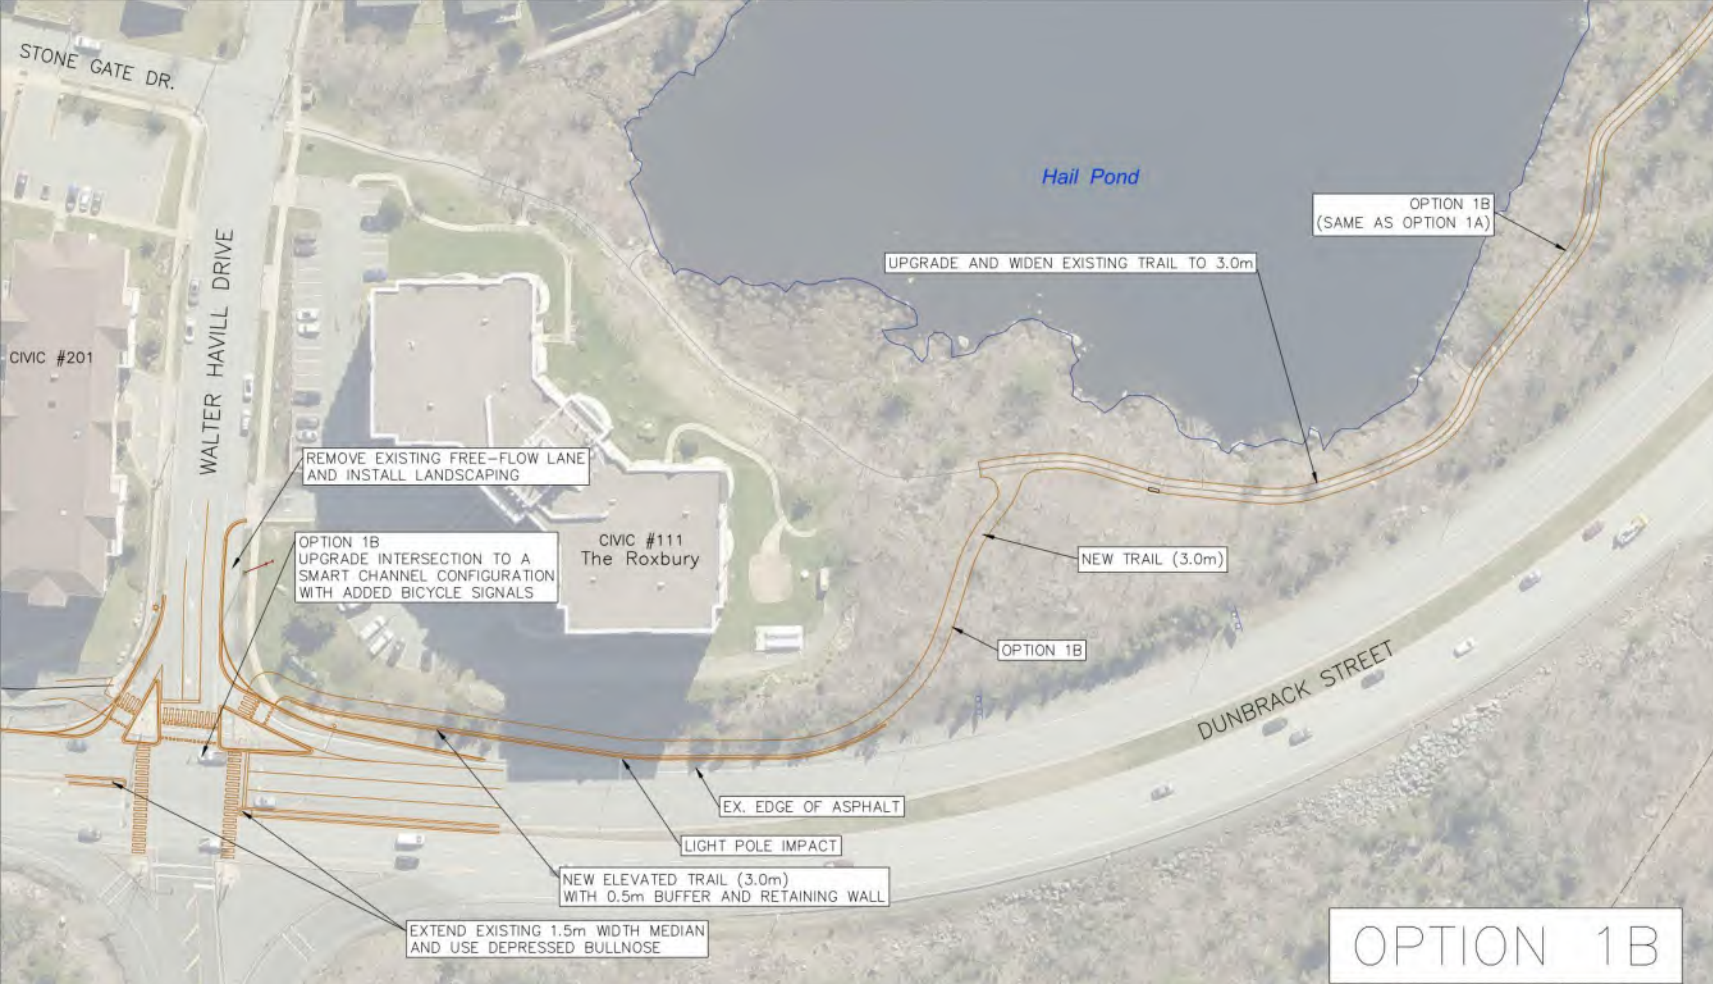 STONE GATE DR.
WALTER HAVILL DRIVE
CIVIC #201
Hail Pond
OPTION 1B
(SAME AS OPTION 1A)
UPGRADE AND WIDEN EXISTING TRAIL TO 3.0m
REMOVE EXISTING FREE-FLOW LANE
AND INSTALL LANDSCAPING
OPTION 1B
UPGRADE INTERSECTION TO A
SMART CHANNEL CONFIGURATION
WITH ADDED BICYCLE SIGNALS
CIVIC #111
The Roxbury
NEW TRAIL (3.0m)
OPTION 1B
DUNBRACK STREET
EX. EDGE OF ASPHALT
LIGHT POLE IMPACT
NEW ELEVATED TRAIL (3.0m)
WITH 0.5m BUFFER AND RETAINING WALL
EXTEND EXISTING 1.5m WIDTH MEDIAN
AND USE DEPRESSED BULLNOSE
OPTION 1B